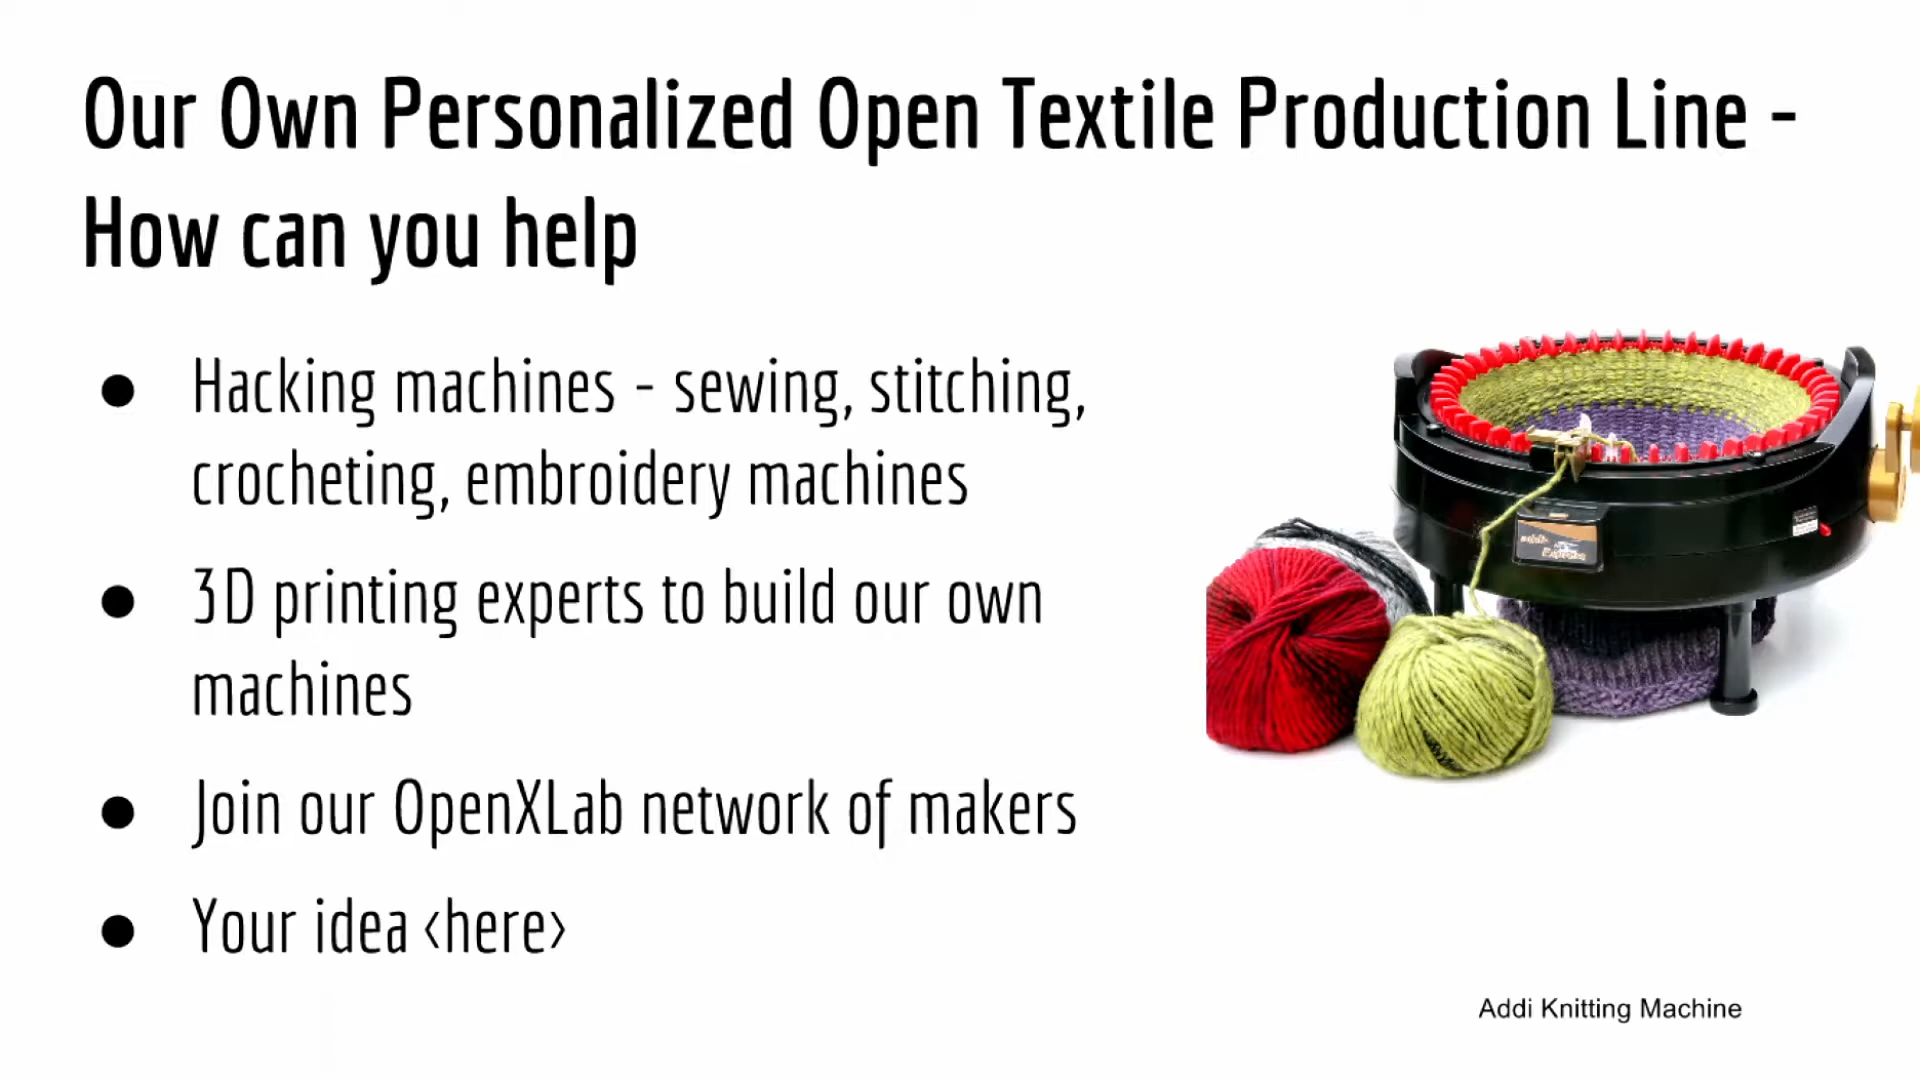 Our Own Personalized Open Textile Production Line -
How can you help
● Hacking machines - sewing, stitching,
crocheting, embroidery machines
● 3D printing experts to build our own
machines
● Join our OpenXLab network of makers
● Your idea <here>
Addi Knitting Machine